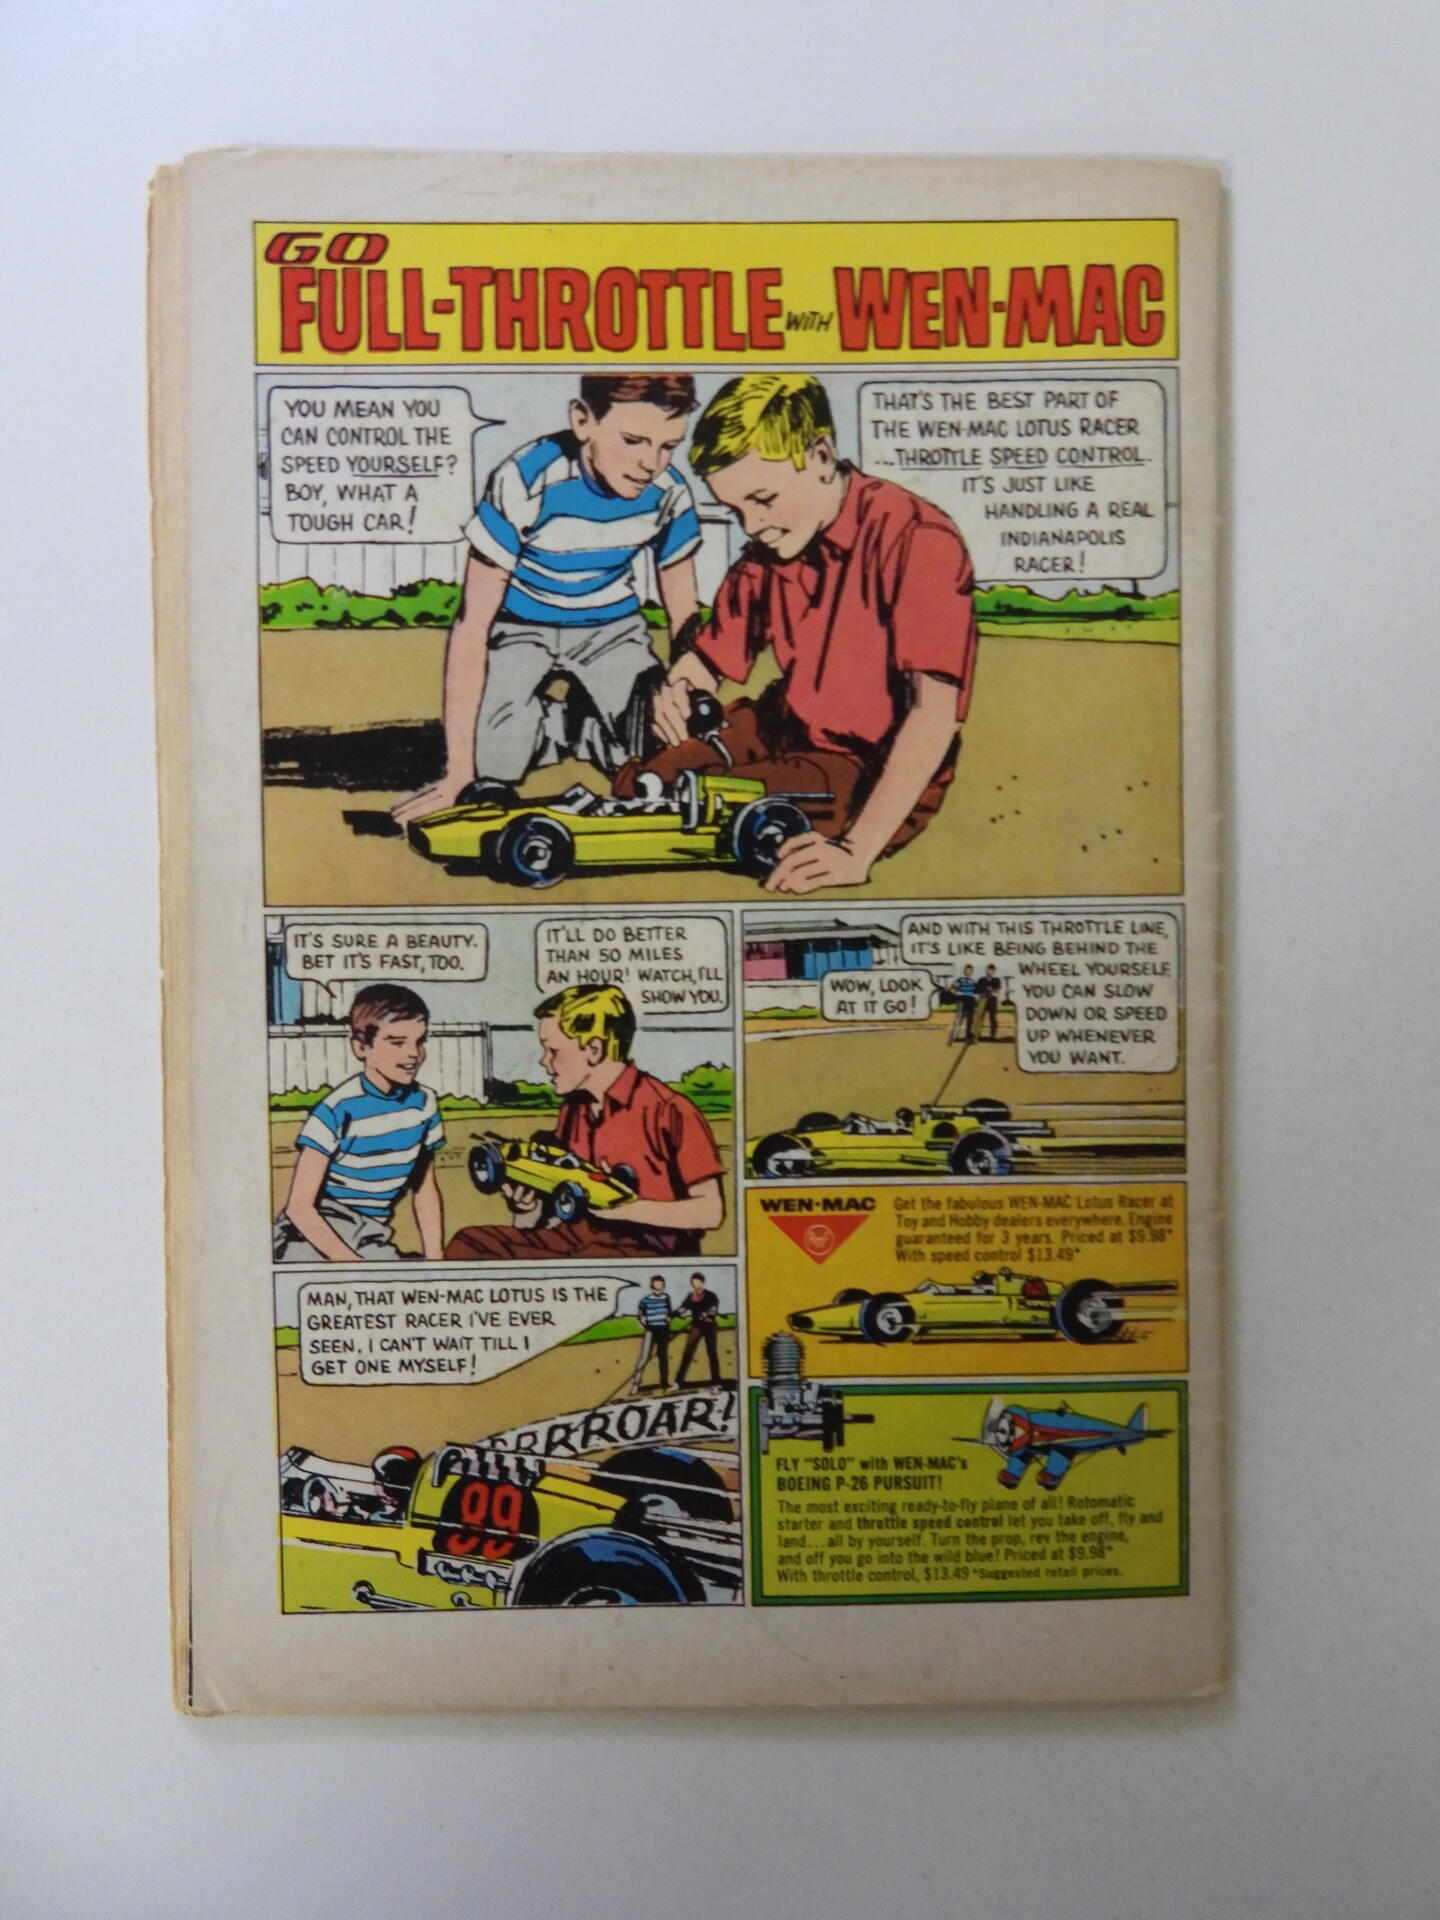 GO
FULL-THROTTLE WITH WEN-MAC
YOU MEAN YOU
CAN CONTROL THE
SPEED YOURSELF?
BOY, WHAT A
TOUGH CAR!
THAT'S THE BEST PART OF
THE WEN-MAC LOTUS RACER
...THROTTLE SPEED CONTROL.
IT'S JUST LIKE
HANDLING A REAL
INDIANAPOLIS
RACER!
IT'S SURE A BEAUTY.
BET IT'S FAST, TOO.
IT'LL DO BETTER
THAN 50 MILES
AN HOUR! WATCH, I'LL
SHOW YOU.
WOW, LOOK
AT IT GO!
AND WITH THIS THROTTLE LINE,
IT'S LIKE BEING BEHIND THE
WHEEL YOURSELF.
YOU CAN SLOW
DOWN OR SPEED
UP WHENEVER
YOU WANT.
MAN, THAT WEN-MAC LOTUS IS THE
GREATEST RACER I'VE EVER
SEEN. I CAN'T WAIT TILL I
GET ONE MYSELF!
RRRROAR!
99
WEN-MAC
Get the fabulous WEN-MAC Lotus Racer at
Toy and Hobby dealers everywhere. Engine
guaranteed for 3 years. Priced at $9.98*
With speed control $13.49*
FLY "SOLO" with WEN-MAC's
BOEING P-26 PURSUIT!
The most exciting ready-to-fly plane of all! Rotomatic
starter and throttle speed control let you take off, fly and
land...all by yourself. Turn the prop, rev the engine,
and off you go into the wild blue! Priced at $9.98*
With throttle control, $13.49 *Suggested retail prices.